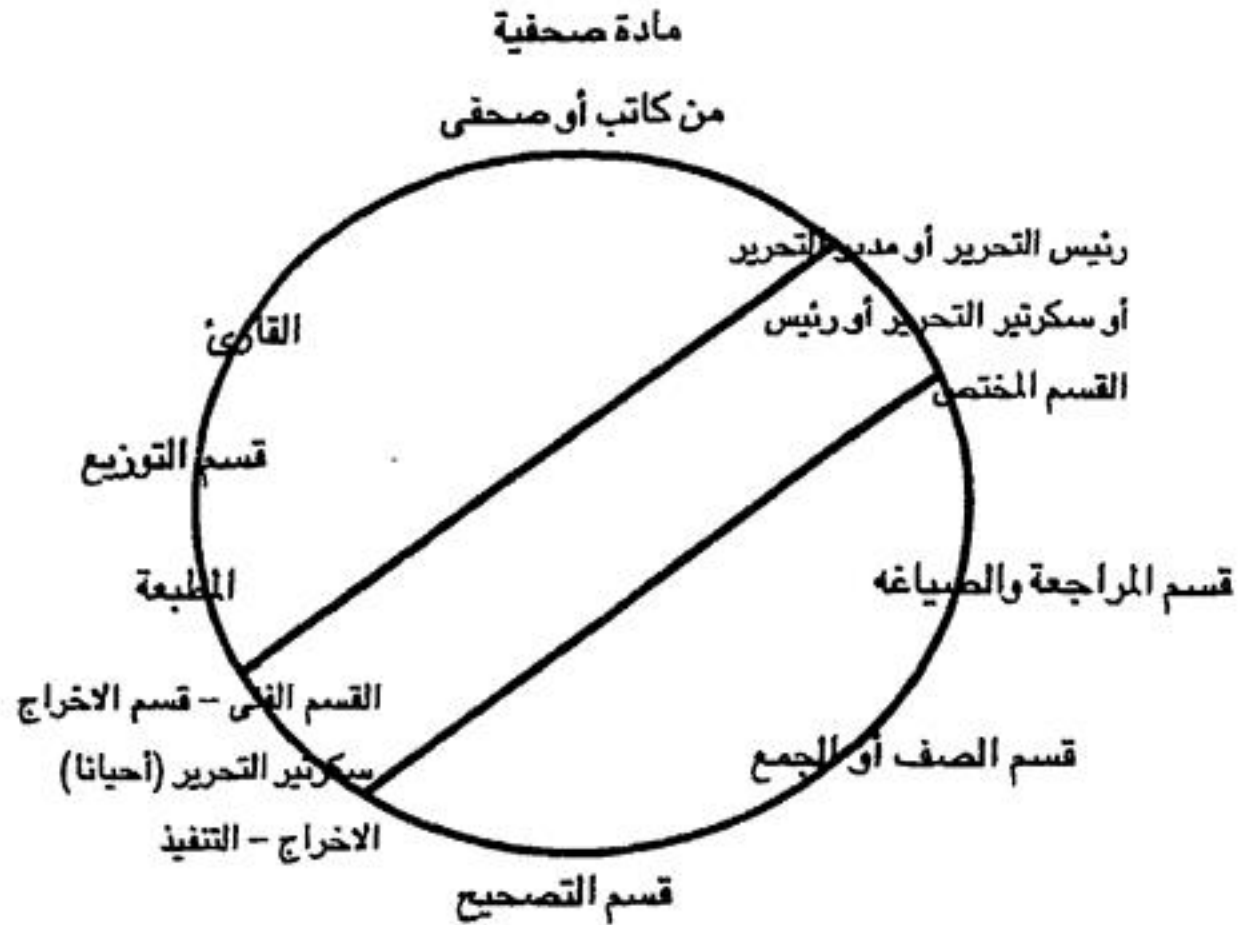 مادة صحفية
من كاتب أو صحفى
رئيس التحرير أو مدير التحرير
أو سكرتير التحرير أو رئيس
القسم المختص
القارئ
قسم التوزيع
المطبعة
قسم المراجعة والصياغه
القسم الفنى – قسم الاخراج
سكرتير التحرير (أحيانا)
الاخراج – التنفيذ
قسم الصف أو الجمع
قسم التصحيح